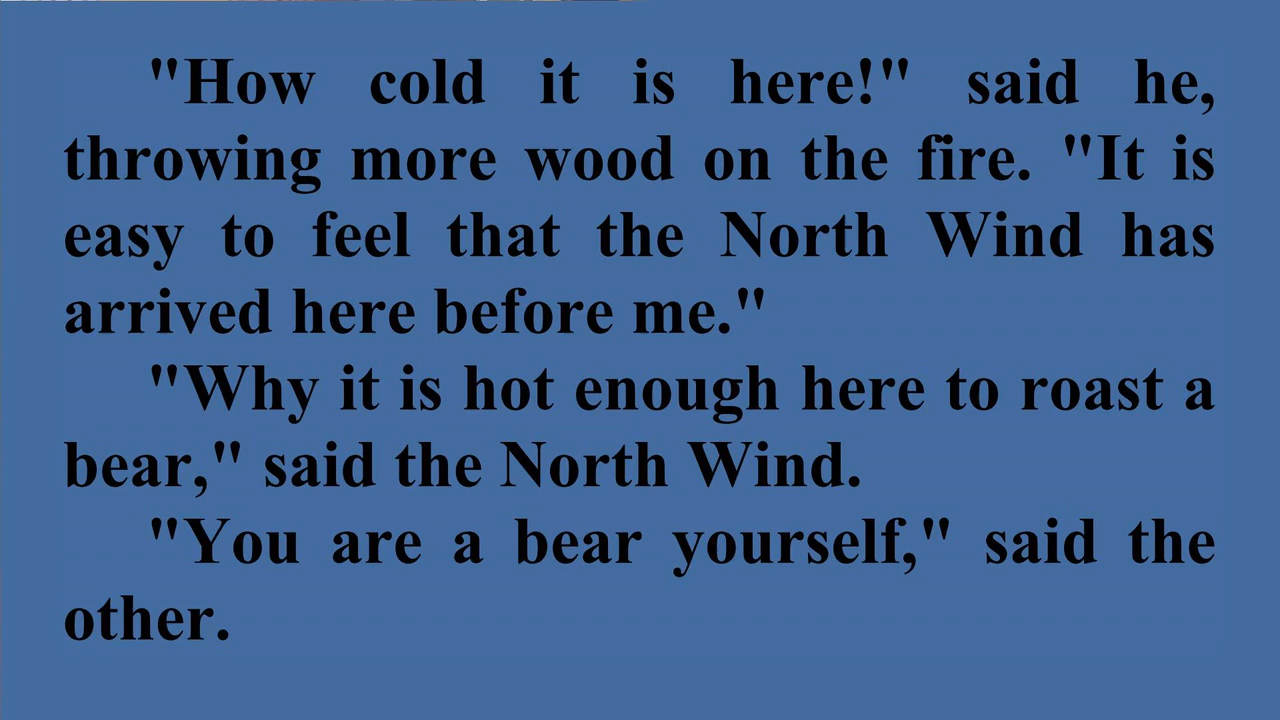 "How cold it is here!" said he,
throwing more wood on the fire. "It is
easy to feel that the North Wind has
arrived here before me."
"Why it is hot enough here to roast a
bear," said the North Wind.
"You are a bear yourself," said the
other.